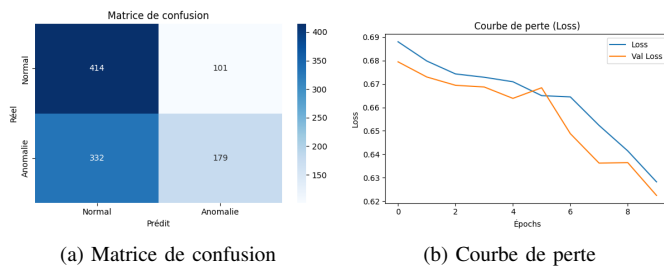 Matrice de confusion
Normal
Anomalie
Réel
414
101
332
179
Normal
Anomalie
Prédit
400
350
300
250
200
150
(a) Matrice de confusion
Courbe de perte (Loss)
0.69
0.68
0.67
0.66
0.65
0.64
0.63
0.62
Loss
Loss
Val Loss
0
2
4
6
8
Épochs
(b) Courbe de perte